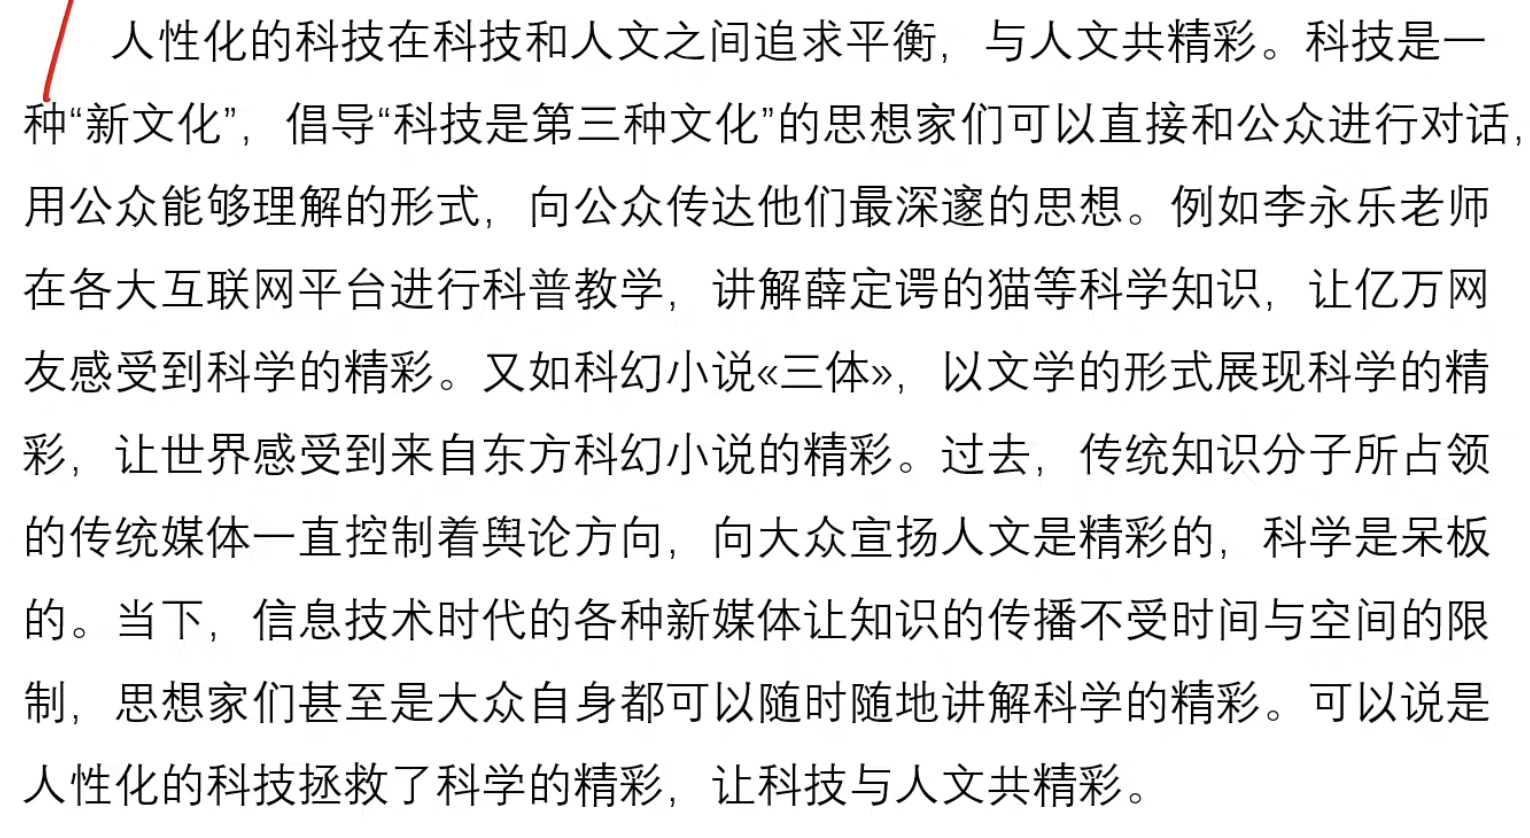 人性化的科技在科技和人文之间追求平衡，与人文共精彩。科技是一
种“新文化”，倡导“科技是第三种文化”的思想家们可以直接和公众进行对话，
用公众能够理解的形式，向公众传达他们最深邃的思想。例如李永乐老师
在各大互联网平台进行科普教学，讲解薛定谔的猫等科学知识，让亿万网
友感受到科学的精彩。又如科幻小说«三体»，以文学的形式展现科学的精
彩，让世界感受到来自东方科幻小说的精彩。过去，传统知识分子所占领
的传统媒体一直控制着舆论方向，向大众宣扬人文是精彩的，科学是呆板
的。当下，信息技术时代的各种新媒体让知识的传播不受时间与空间的限
制，思想家们甚至是大众自身都可以随时随地讲解科学的精彩。可以说是
人性化的科技拯救了科学的精彩，让科技与人文共精彩。